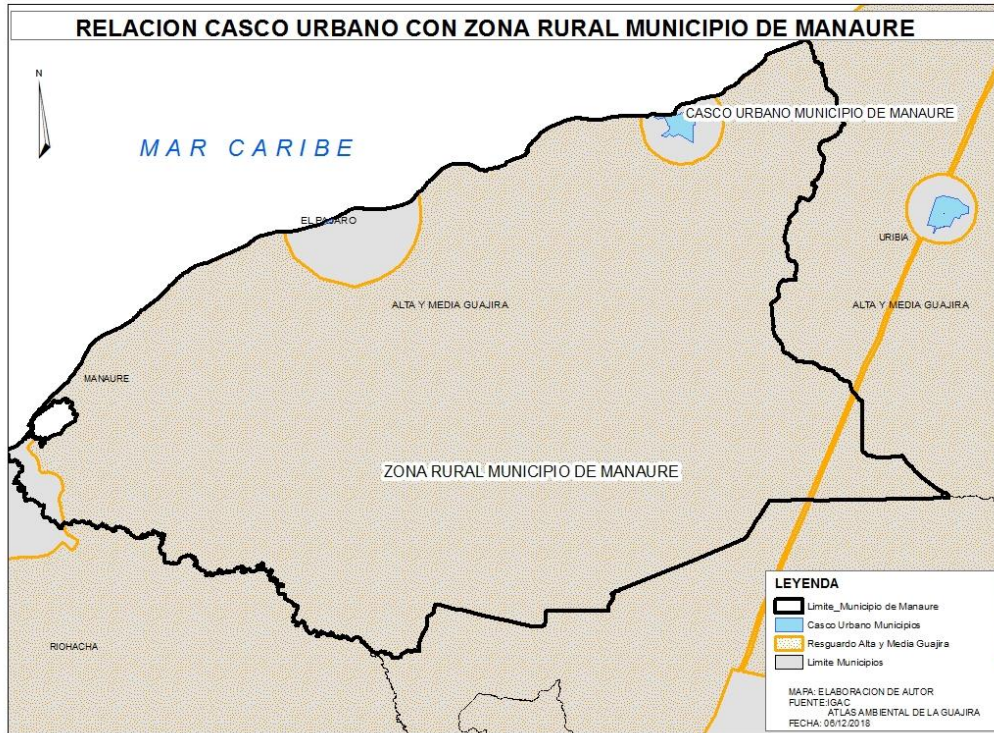 RELACION CASCO URBANO CON ZONA RURAL MUNICIPIO DE MANAURE
N
CASCO URBANO MUNICIPIO DE MANAURE
MAR CARIBE
EL PAJARO
URIBIA
ALTA Y MEDIA GUAJIRA
ALTA Y MEDIA GUAJIRA
MANAURE
ZONA RURAL MUNICIPIO DE MANAURE
RIOHACHA
LEYENDA
Limite_Municipio de Manaure
Casco Urbano Municipios
Resguardo Alta y Media Guajira
Limite Municipios
MAPA: ELABORACION DE AUTOR
FUENTE:IGAC
ATLAS AMBIENTAL DE LA GUAJIRA
FECHA: 06/12/2018